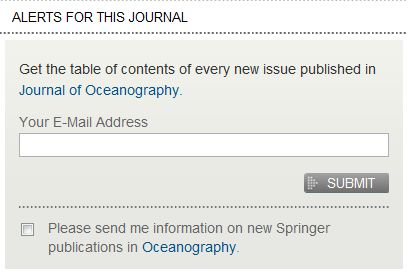 ALERTS FOR THIS JOURNAL
Get the table of contents of every new issue published in
Journal of Oceanography.
Your E-Mail Address
SUBMIT
Please send me information on new Springer
publications in Oceanography.